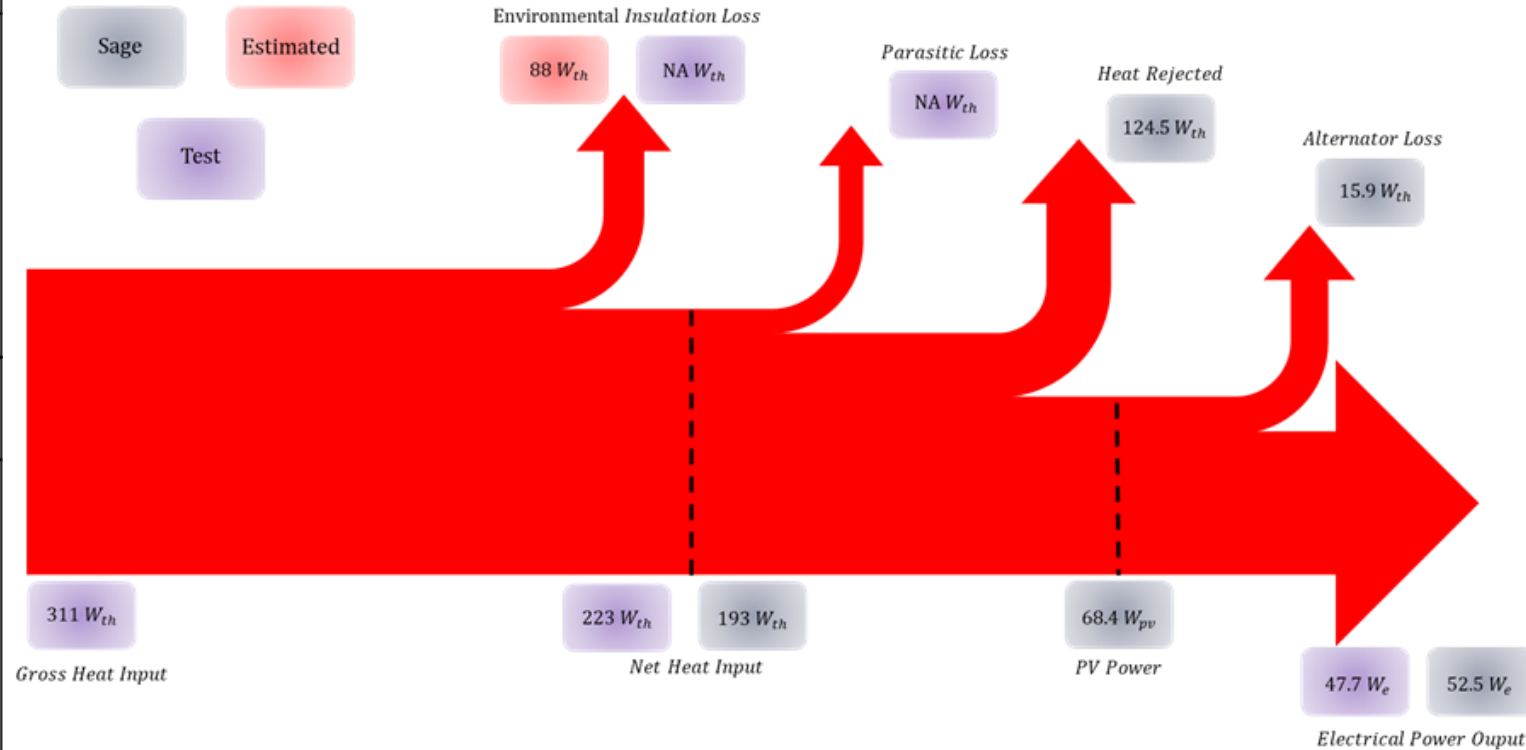 Sage
Estimated
Test
Environmental Insulation Loss
88 W_th
NA W_th
Parasitic Loss
NA W_th
Heat Rejected
124.5 W_th
Alternator Loss
15.9 W_th
311 W_th
Gross Heat Input
223 W_th
193 W_th
Net Heat Input
68.4 W_pv
PV Power
47.7 W_e
52.5 W_e
Electrical Power Ouput